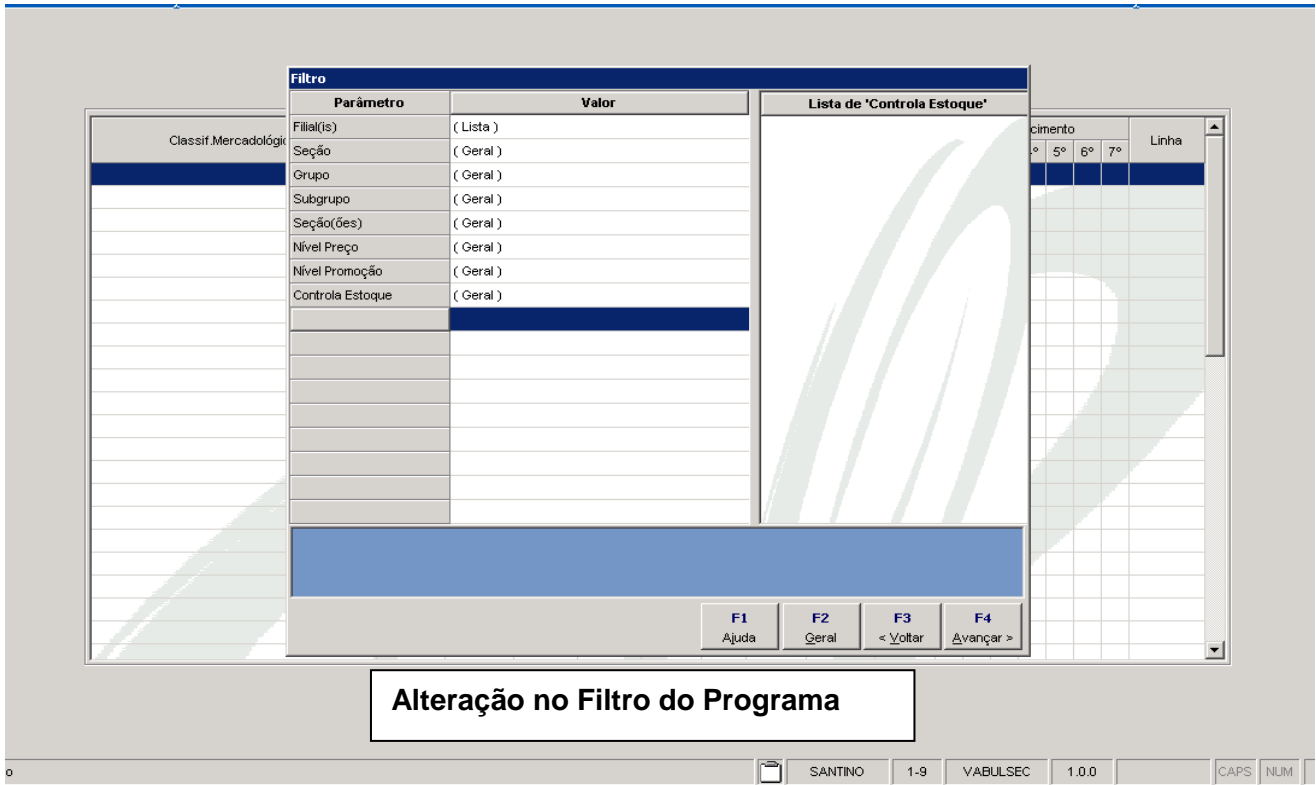 Filtro
Parâmetro Valor Lista de 'Controla Estoque'
Filial(is) ( Lista )
Seção ( Geral )
Grupo ( Geral )
Subgrupo ( Geral )
Seção(ões) ( Geral )
Nível Preço ( Geral )
Nível Promoção ( Geral )
Controla Estoque ( Geral )
Classif.Mercadológi
cimento Linha
º 5º 6º 7º
F1 F2 F3 F4
Ajuda Geral < Voltar Avançar >
Alteração no Filtro do Programa
o SANTINO 1-9 VABULSEC 1.0.0 CAPS NUM